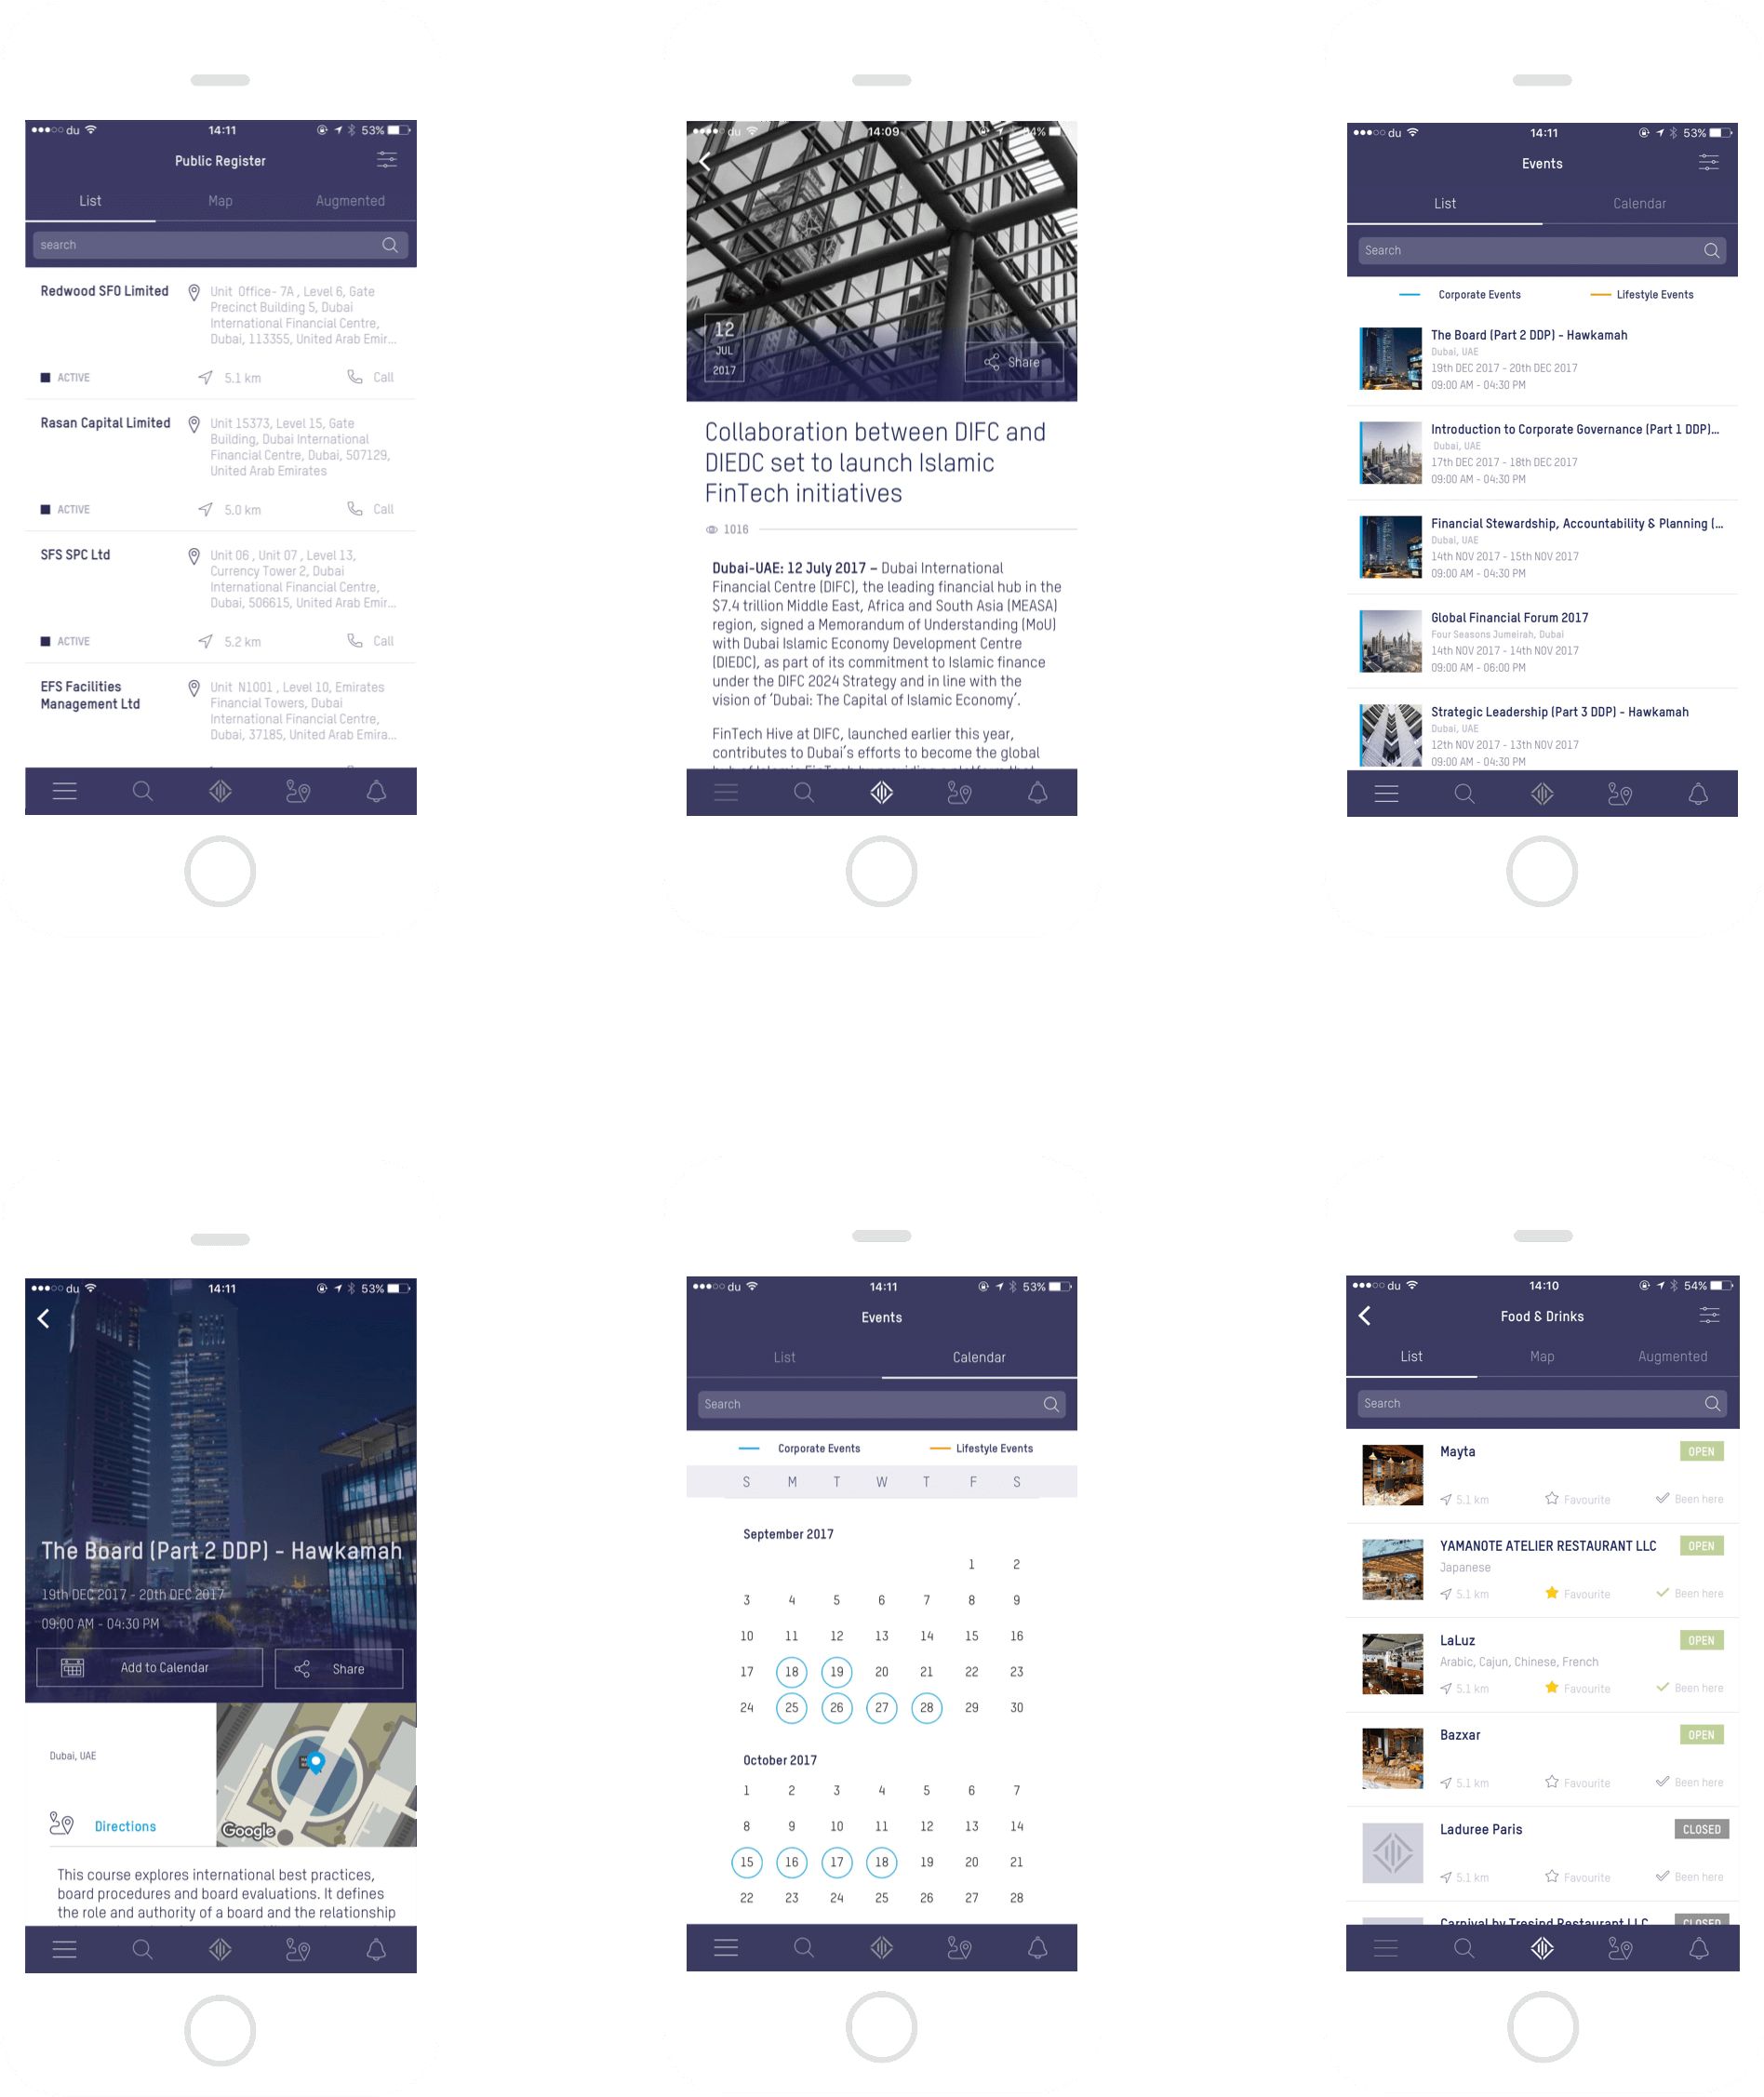 du 14:11 53%
Public Register
List Map Augmented
search
Redwood SFO Limited
Unit Office- 7A , Level 6, Gate
Precinct Building 5, Dubai
International Financial Centre,
Dubai, 113355, United Arab Emir...
ACTIVE 5.1 km Call
Rasan Capital Limited
Unit 15373, Level 15, Gate
Building, Dubai International
Financial Centre, Dubai, 507129,
United Arab Emirates
ACTIVE 5.0 km Call
SFS SPC Ltd
Unit 06 , Unit 07 , Level 13,
Currency Tower 2, Dubai
International Financial Centre,
Dubai, 506615, United Arab Emir...
ACTIVE 5.2 km Call
EFS Facilities
Management Ltd
Unit N1001 , Level 10, Emirates
Financial Towers, Dubai
International Financial Centre,
Dubai, 37185, United Arab Emira...
du 14:09 54%
12
JUL
2017
Share
Collaboration between DIFC and
DIEDC set to launch Islamic
FinTech initiatives
1016
Dubai-UAE: 12 July 2017 – Dubai International
Financial Centre (DIFC), the leading financial hub in the
$7.4 trillion Middle East, Africa and South Asia (MEASA)
region, signed a Memorandum of Understanding (MoU)
with Dubai Islamic Economy Development Centre
(DIEDC), as part of its commitment to Islamic finance
under the DIFC 2024 Strategy and in line with the
vision of ‘Dubai: The Capital of Islamic Economy’.
FinTech Hive at DIFC, launched earlier this year,
contributes to Dubai’s efforts to become the global
hub of Islamic FinTech by providing a platform that
du 14:11 53%
Events
List Calendar
Search
Corporate Events Lifestyle Events
The Board (Part 2 DDP) - Hawkamah
Dubai, UAE
19th DEC 2017 - 20th DEC 2017
09:00 AM - 04:30 PM
Introduction to Corporate Governance (Part 1 DDP)...
Dubai, UAE
17th DEC 2017 - 18th DEC 2017
09:00 AM - 04:30 PM
Financial Stewardship, Accountability & Planning (...
Dubai, UAE
14th NOV 2017 - 15th NOV 2017
09:00 AM - 04:30 PM
Global Financial Forum 2017
Four Seasons Jumeirah, Dubai
14th NOV 2017 - 14th NOV 2017
09:00 AM - 06:00 PM
Strategic Leadership (Part 3 DDP) - Hawkamah
Dubai, UAE
12th NOV 2017 - 13th NOV 2017
09:00 AM - 04:30 PM
du 14:11 53%
The Board (Part 2 DDP) - Hawkamah
19th DEC 2017 - 20th DEC 2017
09:00 AM - 04:30 PM
Add to Calendar Share
Dubai, UAE
Directions
Google
This course explores international best practices,
board procedures and board evaluations. It defines
the role and authority of a board and the relationship
du 14:11 53%
Events
List Calendar
Search
Corporate Events Lifestyle Events
S M T W T F S
September 2017
1 2
3 4 5 6 7 8 9
10 11 12 13 14 15 16
17 18 19 20 21 22 23
24 25 26 27 28 29 30
October 2017
1 2 3 4 5 6 7
8 9 10 11 12 13 14
15 16 17 18 19 20 21
22 23 24 25 26 27 28
du 14:10 54%
Food & Drinks
List Map Augmented
Search
Mayta OPEN
5.1 km Favourite Been here
YAMANOTE ATELIER RESTAURANT LLC OPEN
Japanese
5.1 km Favourite Been here
LaLuz OPEN
Arabic, Cajun, Chinese, French
5.1 km Favourite Been here
Bazxar OPEN
5.1 km Favourite Been here
Laduree Paris CLOSED
5.1 km Favourite Been here
Carnival by Tresind Restaurant LLC CLOSED